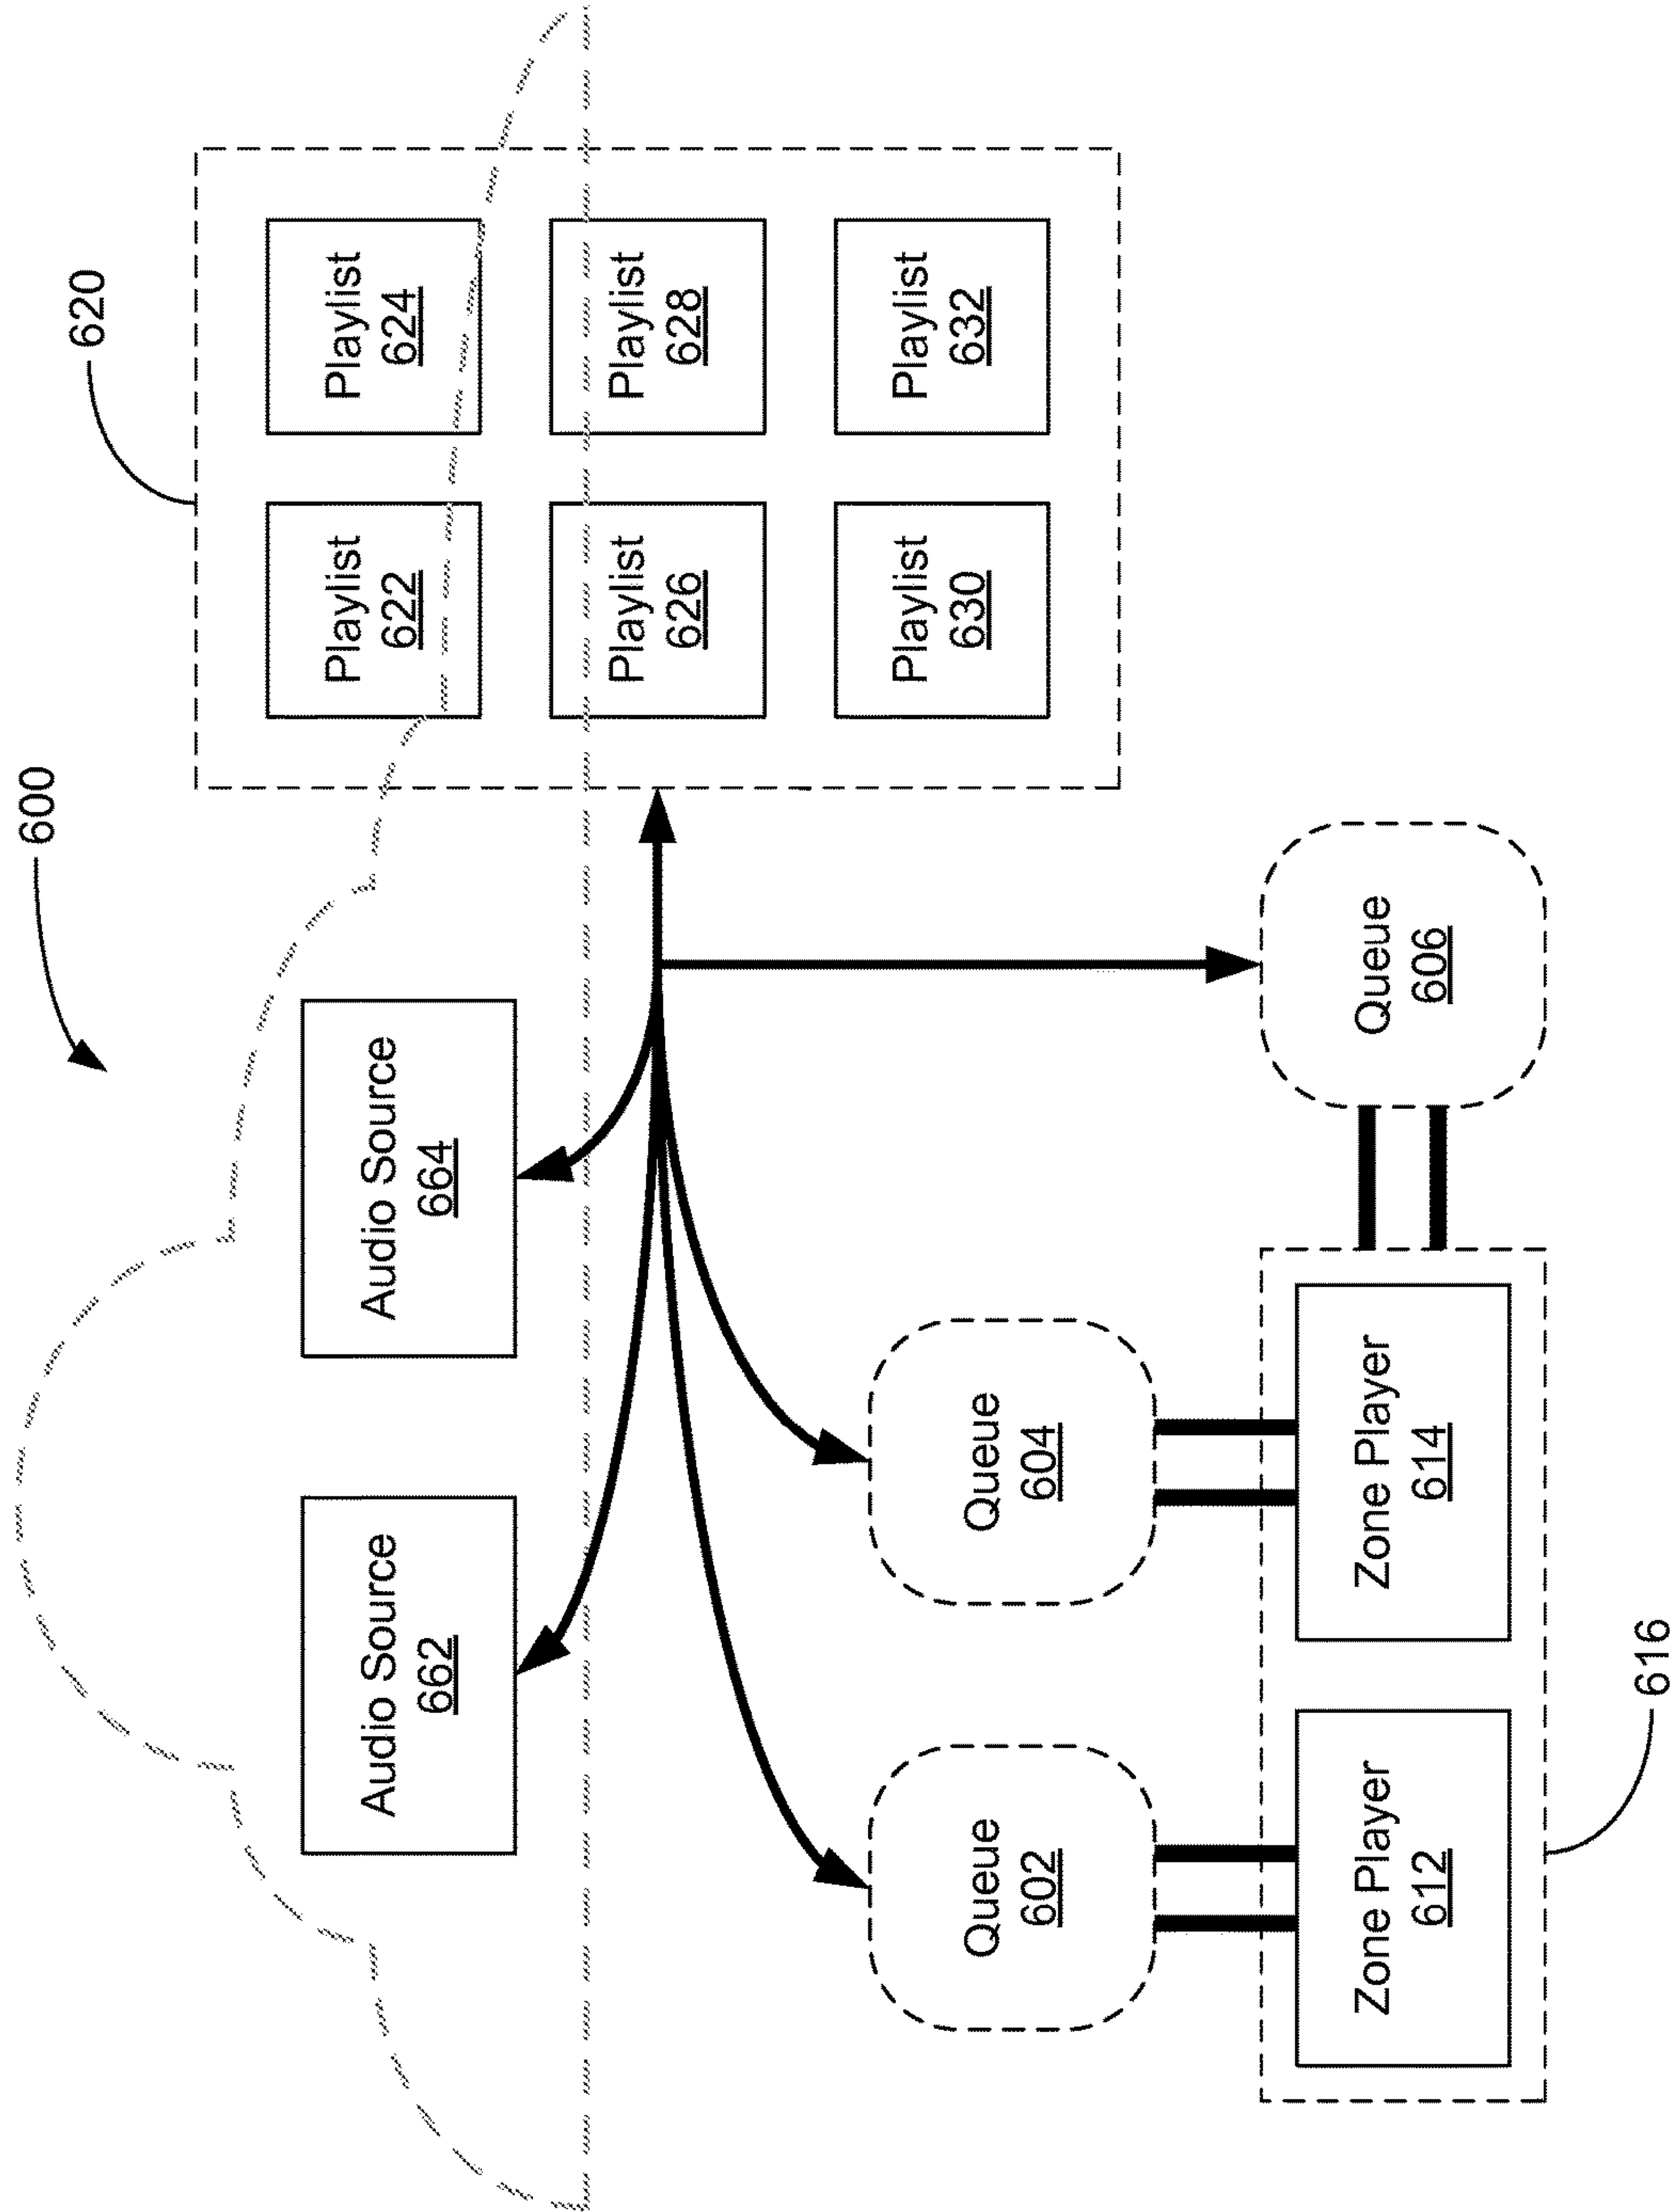 600
620
Audio Source
662
Audio Source
664
Playlist
622
Playlist
624
Playlist
626
Playlist
628
Playlist
630
Playlist
632
Queue
602
Queue
604
Queue
606
Zone Player
612
Zone Player
614
616